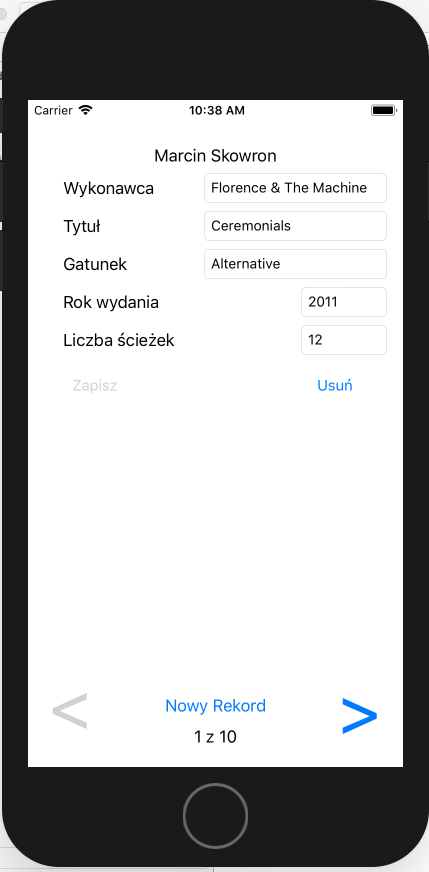 Carrier 10:38 AM
Marcin Skowron
Wykonawca Florence & The Machine
Tytuł Ceremonials
Gatunek Alternative
Rok wydania 2011
Liczba ścieżek 12
Zapisz Usuń
< Nowy Rekord >
1 z 10